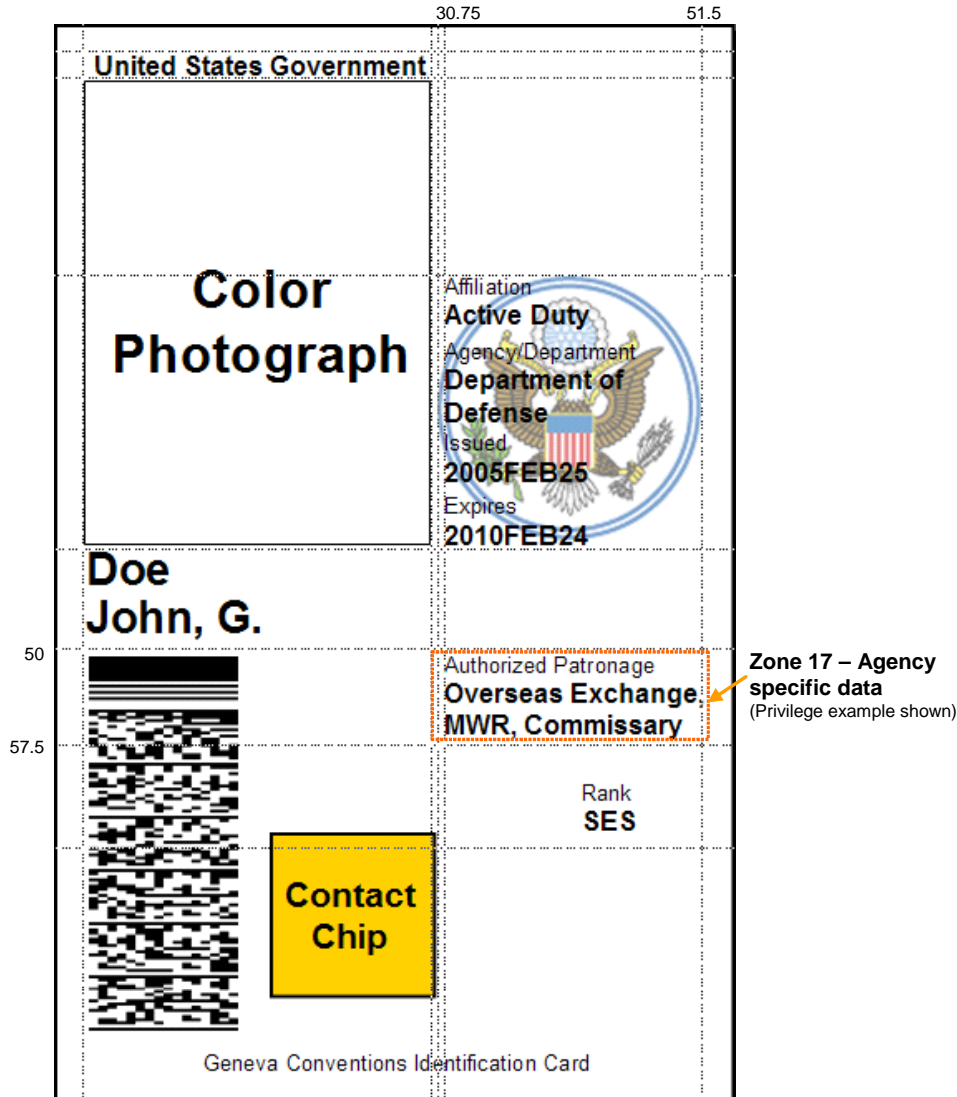 30.75 51.5
United States Government
Color
Photograph
Affiliation
Active Duty
Agency/Department
Department of
Defense
Issued
2005FEB25
Expires
2010FEB24
Doe
John, G.
50
Authorized Patronage
Overseas Exchange,
MWR, Commissary
Zone 17 – Agency
specific data
(Privilege example shown)
57.5
Rank
SES
Contact
Chip
Geneva Conventions Identification Card